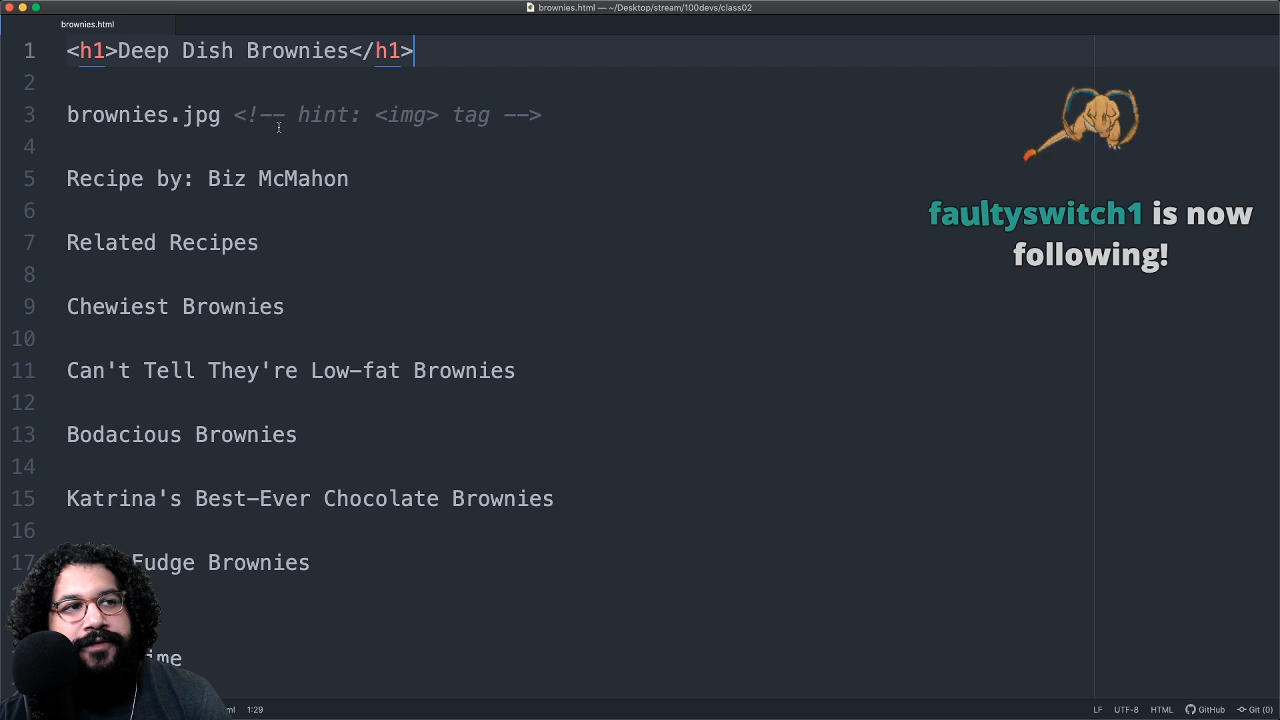 brownies.html — ~/Desktop/stream/100devs/class02
brownies.html
1 <h1>Deep Dish Brownies</h1>
2
3 brownies.jpg <!-- hint: <img> tag -->
4
5 Recipe by: Biz McMahon
6
7 Related Recipes
8
9 Chewiest Brownies
10
11 Can't Tell They're Low-fat Brownies
12
13 Bodacious Brownies
14
15 Katrina's Best-Ever Chocolate Brownies
16
17 Fudge Brownies
faultyswitch1 is now
following!
1:29
LF UTF-8 HTML GitHub Git (0)